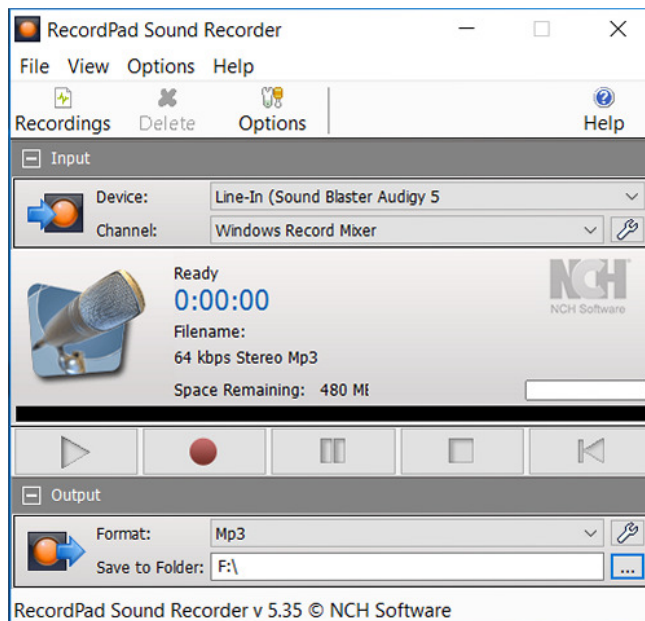 RecordPad Sound Recorder
File View Options Help
Recordings Delete Options Help
Input
Device: Line-In (Sound Blaster Audigy 5
Channel: Windows Record Mixer
Ready
0:00:00
NCH
NCH Software
Filename:
64 kbps Stereo Mp3
Space Remaining: 480 MB
Output
Format: Mp3
Save to Folder: F:\
...
RecordPad Sound Recorder v 5.35 © NCH Software